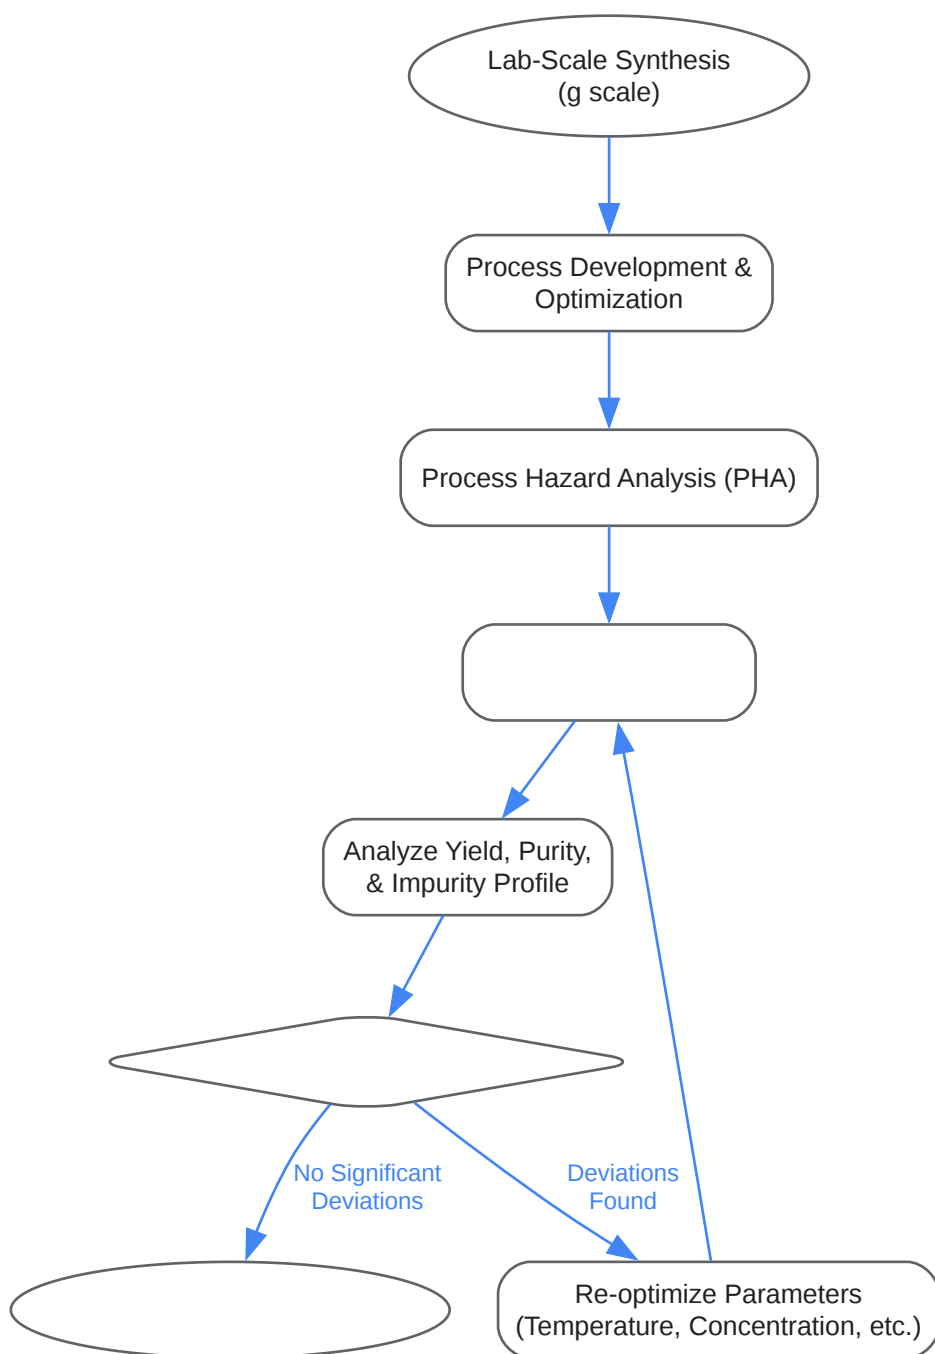 Lab-Scale Synthesis
(g scale)
Process Development &
Optimization
Process Hazard Analysis (PHA)
Analyze Yield, Purity,
& Impurity Profile
No Significant
Deviations
Deviations
Found
Re-optimize Parameters
(Temperature, Concentration, etc.)